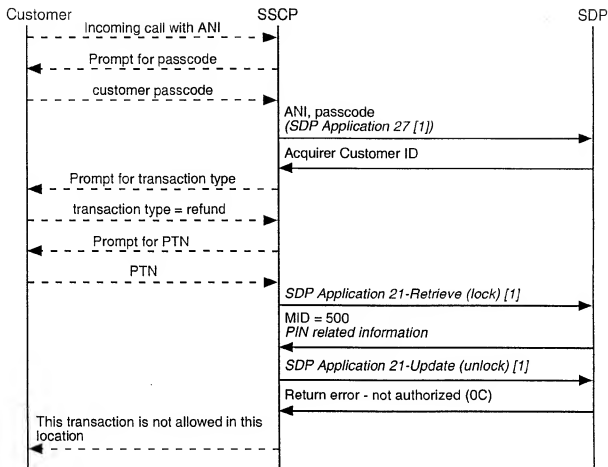 Customer SSCP SDP
Incoming call with ANI
Prompt for passcode
customer passcode
ANI, passcode
(SDP Application 27 [1])
Acquirer Customer ID
Prompt for transaction type
transaction type = refund
Prompt for PTN
PTN
SDP Application 21-Retrieve (lock) [1]
MID = 500
PIN related information
SDP Application 21-Update (unlock) [1]
Return error - not authorized (0C)
This transaction is not allowed in this
location